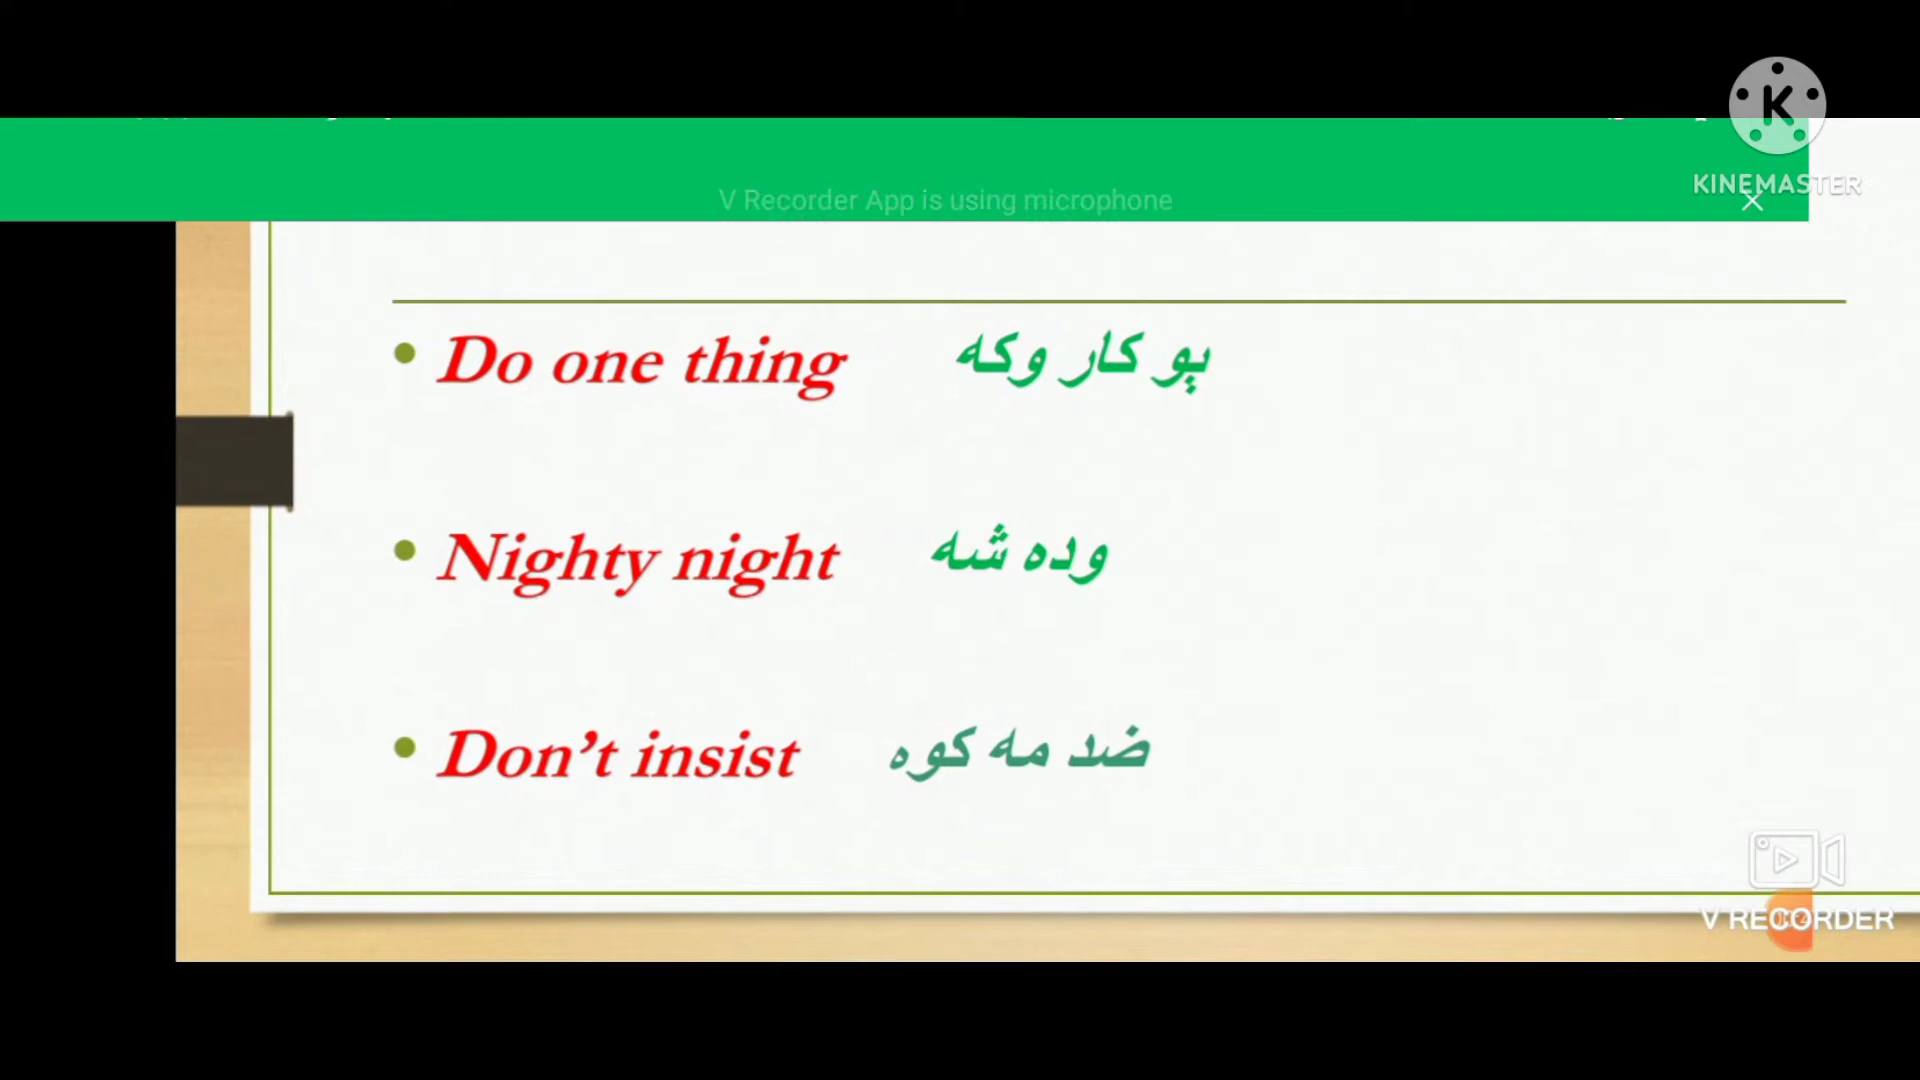 KINEMASTER
V Recorder App is using microphone
• Do one thing یو کار وکه
• Nighty night وده شه
• Don’t insist ضد مه کوه
V RECORDER